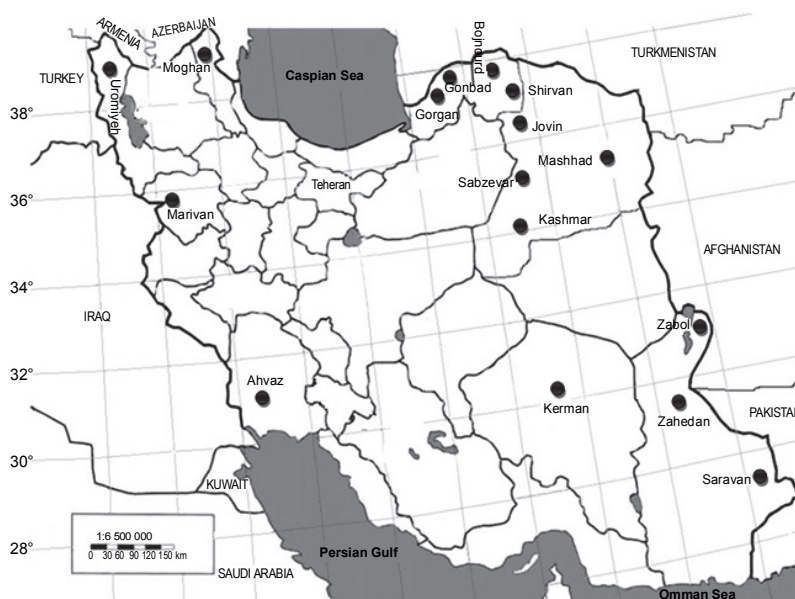 ARMENIA
AZERBAIJAN
TURKEY
Uromiyeh
Moghan
Caspian Sea
Bojnourd
TURKMENISTAN
38°
Gonbad
Gorgan
Shirvan
Jovin
Mashhad
Teheran
Sabzevar
36°
Marivan
Kashmar
AFGHANISTAN
34°
IRAQ
Zabol
32°
Ahvaz
Kerman
Zahedan
PAKISTAN
30°
KUWAIT
Saravan
1:6 500 000
0 30 60 90 120 150 km
28°
Persian Gulf
SAUDI ARABIA
Omman Sea